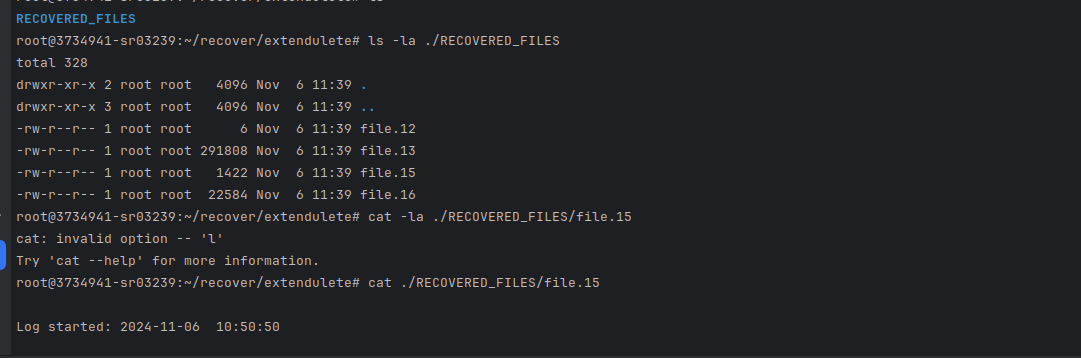 RECOVERED_FILES
root@3734941-sr03239:~/recover/extendulete# ls -la ./RECOVERED_FILES
total 328
drwxr-xr-x 2 root root   4096 Nov  6 11:39 .
drwxr-xr-x 3 root root   4096 Nov  6 11:39 ..
-rw-r--r-- 1 root root      6 Nov  6 11:39 file.12
-rw-r--r-- 1 root root 291808 Nov  6 11:39 file.13
-rw-r--r-- 1 root root   1422 Nov  6 11:39 file.15
-rw-r--r-- 1 root root  22584 Nov  6 11:39 file.16
root@3734941-sr03239:~/recover/extendulete# cat -la ./RECOVERED_FILES/file.15
cat: invalid option -- 'l'
Try 'cat --help' for more information.
root@3734941-sr03239:~/recover/extendulete# cat ./RECOVERED_FILES/file.15
Log started: 2024-11-06  10:50:50